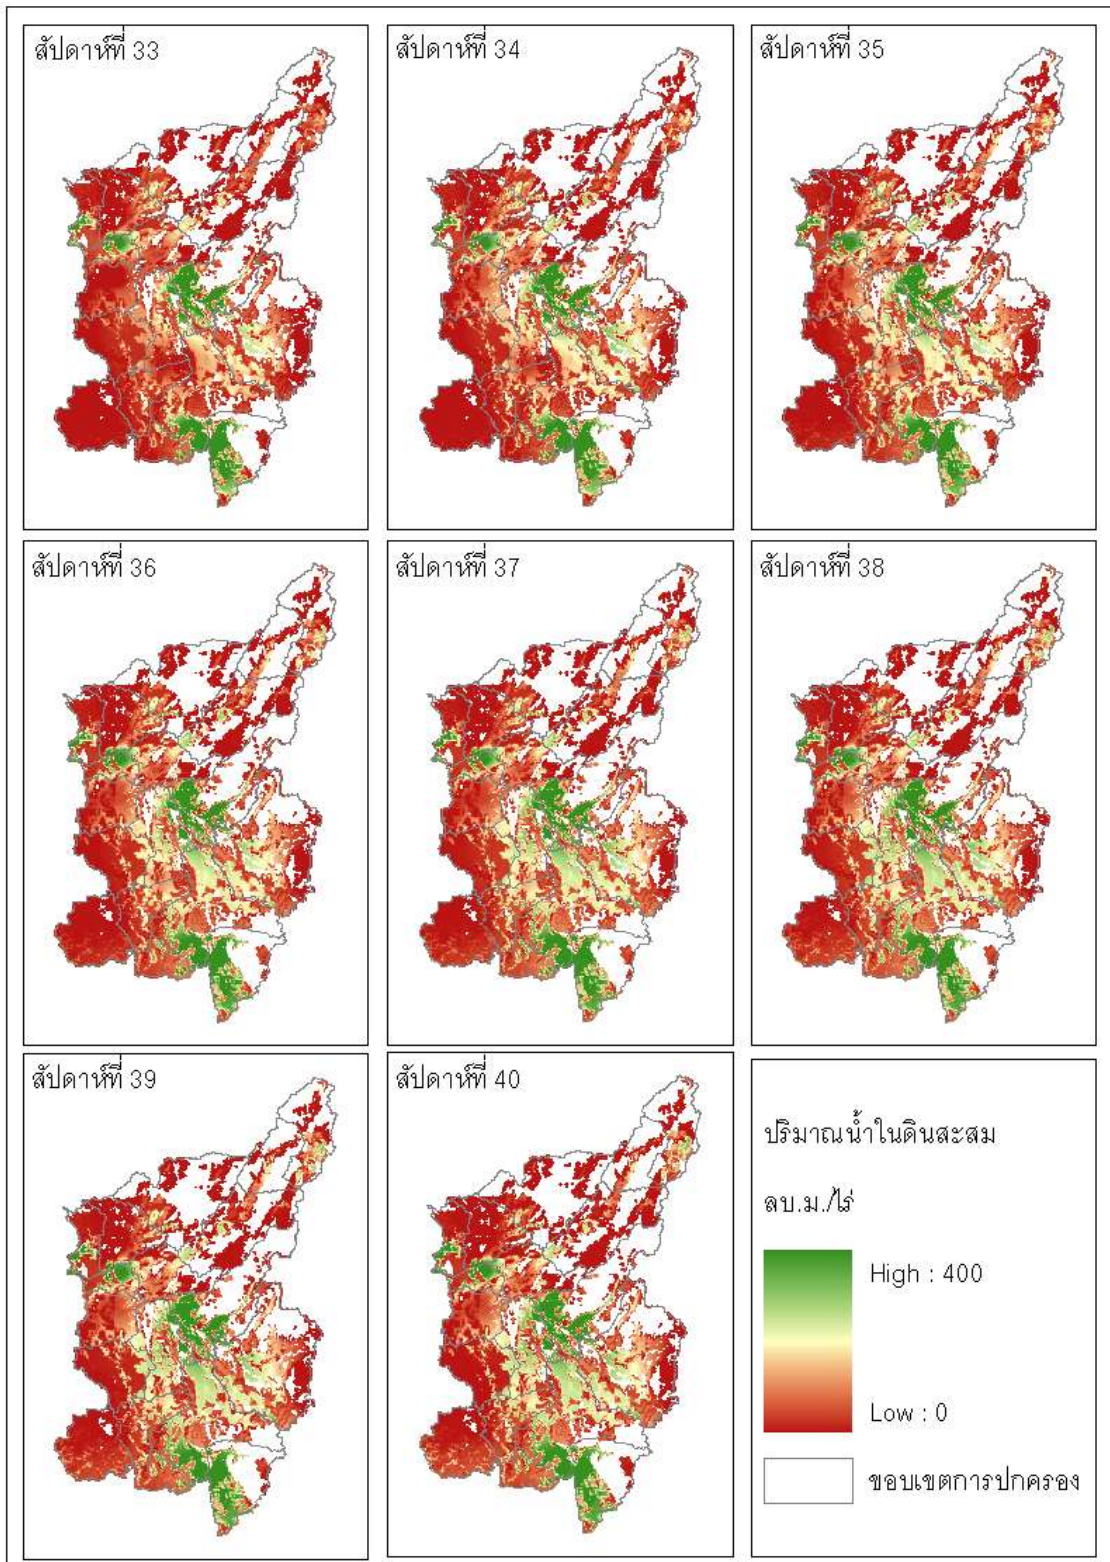 สัปดาห์ที่ 33
สัปดาห์ที่ 34
สัปดาห์ที่ 35
สัปดาห์ที่ 36
สัปดาห์ที่ 37
สัปดาห์ที่ 38
สัปดาห์ที่ 39
สัปดาห์ที่ 40
ปริมาณน้ำในดินสะสม
ลบ.ม./ไร่
High : 400
Low : 0
ขอบเขตการปกครอง